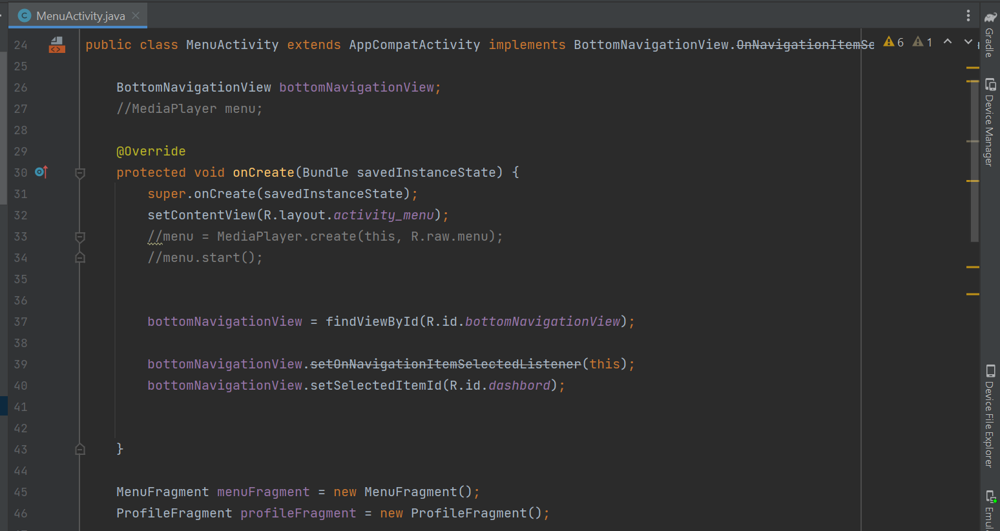 MenuActivity.java
24 public class MenuActivity extends AppCompatActivity implements BottomNavigationView.OnNavigationItemSe
6 1
25
26 BottomNavigationView bottomNavigationView;
27 //MediaPlayer menu;
28
29 @Override
30 protected void onCreate(Bundle savedInstanceState) {
31 super.onCreate(savedInstanceState);
32 setContentView(R.layout.activity_menu);
33 //menu = MediaPlayer.create(this, R.raw.menu);
34 //menu.start();
35
36
37 bottomNavigationView = findViewById(R.id.bottomNavigationView);
38
39 bottomNavigationView.setOnNavigationItemSelectedListener(this);
40 bottomNavigationView.setSelectedItemId(R.id.dashbord);
41
42
43 }
44
45 MenuFragment menuFragment = new MenuFragment();
46 ProfileFragment profileFragment = new ProfileFragment();
Gradle
Device Manager
Device File Explorer
Emul